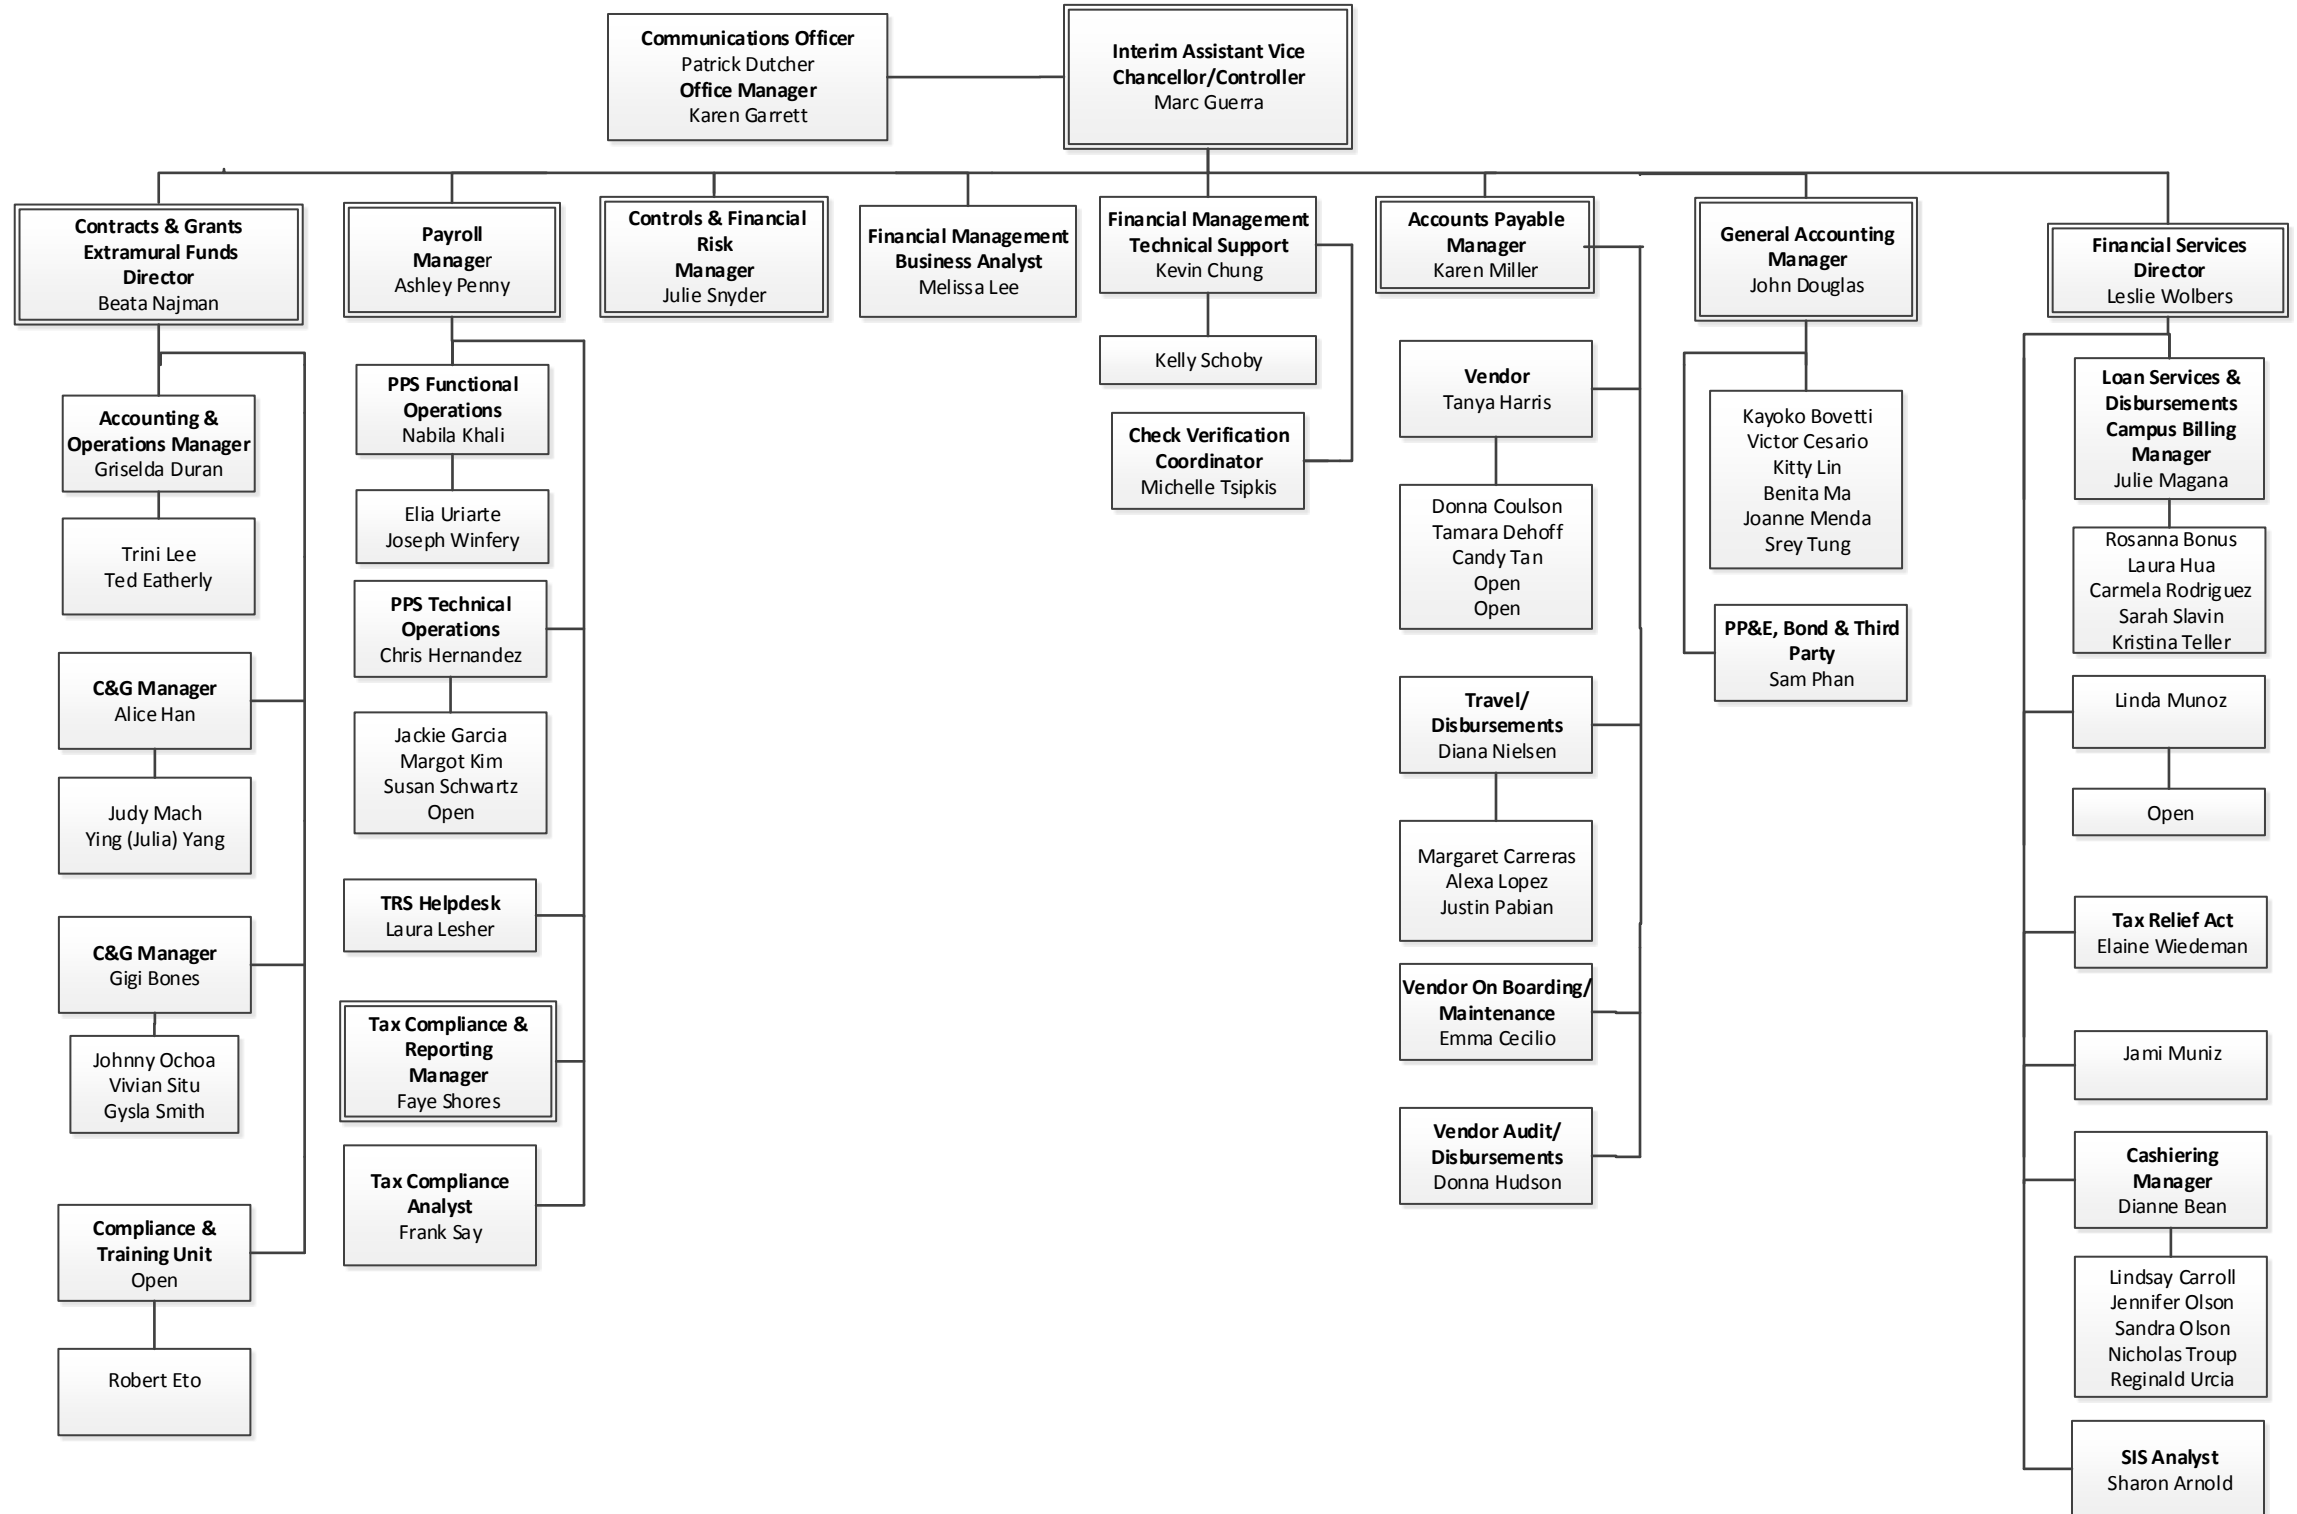 Communications Officer
Patrick Dutcher
Office Manager
Karen Garrett
Interim Assistant Vice
Chancellor/Controller
Marc Guerra
Contracts & Grants
Extramural Funds
Director
Beata Najman
Accounting &
Operations Manager
Griselda Duran
Trini Lee
Ted Eatherly
C&G Manager
Alice Han
Judy Mach
Ying (Julia) Yang
C&G Manager
Gigi Bones
Johnny Ochoa
Vivian Situ
Gysla Smith
Compliance &
Training Unit
Open
Robert Eto
Payroll
Manager
Ashley Penny
PPS Functional
Operations
Nabila Khali
Elia Uriarte
Joseph Winfery
PPS Technical
Operations
Chris Hernandez
Jackie Garcia
Margot Kim
Susan Schwartz
Open
TRS Helpdesk
Laura Lesher
Tax Compliance &
Reporting
Manager
Faye Shores
Tax Compliance
Analyst
Frank Say
Controls & Financial
Risk
Manager
Julie Snyder
Financial Management
Business Analyst
Melissa Lee
Financial Management
Technical Support
Kevin Chung
Kelly Schoby
Check Verification
Coordinator
Michelle Tsipkis
Accounts Payable
Manager
Karen Miller
Vendor
Tanya Harris
Donna Coulson
Tamara Dehoff
Candy Tan
Open
Open
Travel/
Disbursements
Diana Nielsen
Margaret Carreras
Alexa Lopez
Justin Pabian
Vendor On Boarding/
Maintenance
Emma Cecilio
Vendor Audit/
Disbursements
Donna Hudson
General Accounting
Manager
John Douglas
Kayoko Bovetti
Victor Cesario
Kitty Lin
Benita Ma
Joanne Menda
Srey Tung
PP&E, Bond & Third
Party
Sam Phan
Financial Services
Director
Leslie Wolbers
Loan Services &
Disbursements
Campus Billing
Manager
Julie Magana
Rosanna Bonus
Laura Hua
Carmela Rodriguez
Sarah Slavin
Kristina Teller
Linda Munoz
Open
Tax Relief Act
Elaine Wiedeman
Jami Muniz
Cashiering
Manager
Dianne Bean
Lindsay Carroll
Jennifer Olson
Sandra Olson
Nicholas Troup
Reginald Urcia
SIS Analyst
Sharon Arnold